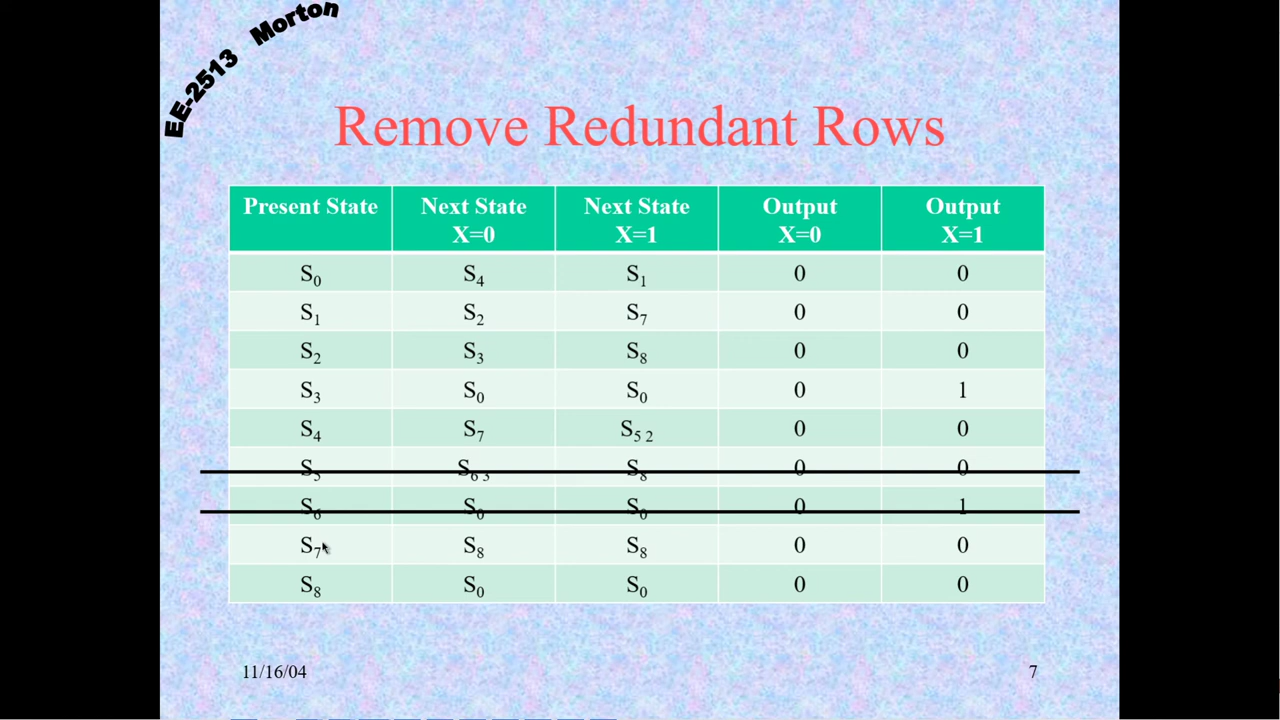 EE-2513 Morton
Remove Redundant Rows
Present State Next State Next State Output Output
X=0 X=1 X=0 X=1
S₀ S₄ S₁ 0 0
S₁ S₂ S₇ 0 0
S₂ S₃ S₈ 0 0
S₃ S₀ S₀ 0 1
S₄ S₇ S₅ ₂ 0 0
S₅ S₆ ₃ S₈ 0 0
S₆ S₀ S₀ 0 1
S₇ S₈ S₈ 0 0
S₈ S₀ S₀ 0 0
11/16/04 7